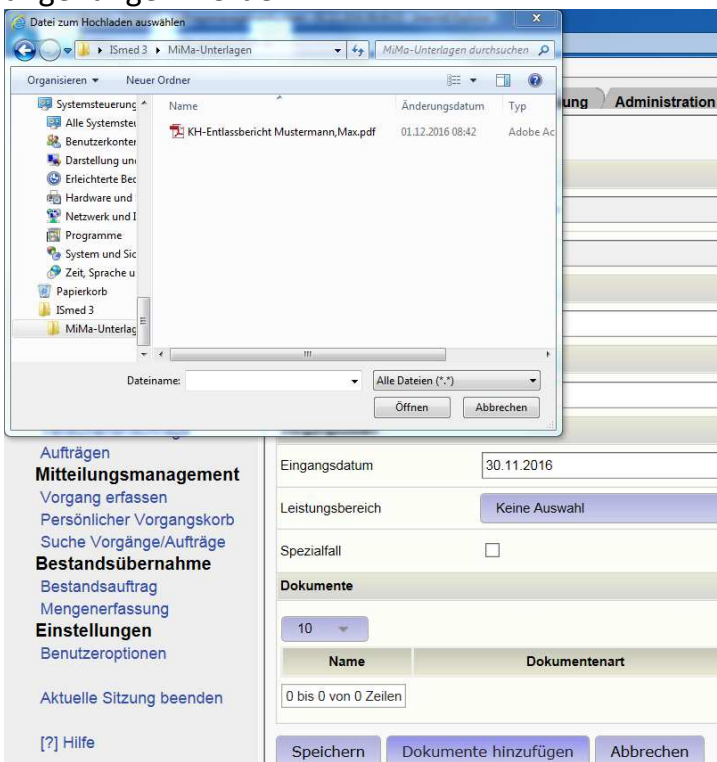 Datei zum Hochladen auswählen
ISmed 3 MiMa-Unterlagen
MiMa-Unterlagen durchsuchen
Organisieren Neuer Ordner
Systemsteuerung
Alle Systemsteu
Benutzerkonten
Darstellung und
Erleichterte Bed
Hardware und
Netzwerk und I
Programme
System und Sic
Zeit, Sprache u
Papierkorb
ISmed 3
MiMa-Unterlag
Name Änderungsdatum Typ
KH-Entlassbericht Mustermann,Max.pdf 01.12.2016 08:42 Adobe Ac
Dateiname: Alle Dateien (*.*)
Öffnen Abbrechen
ung Administration
Aufträgen
Mitteilungsmanagement
Vorgang erfassen
Persönlicher Vorgangskorb
Suche Vorgänge/Aufträge
Bestandsübernahme
Bestandsauftrag
Mengenerfassung
Einstellungen
Benutzeroptionen
Aktuelle Sitzung beenden
[?] Hilfe
Eingangsdatum 30.11.2016
Leistungsbereich Keine Auswahl
Spezialfall
Dokumente
10
Name Dokumentenart
0 bis 0 von 0 Zeilen
Speichern Dokumente hinzufügen Abbrechen